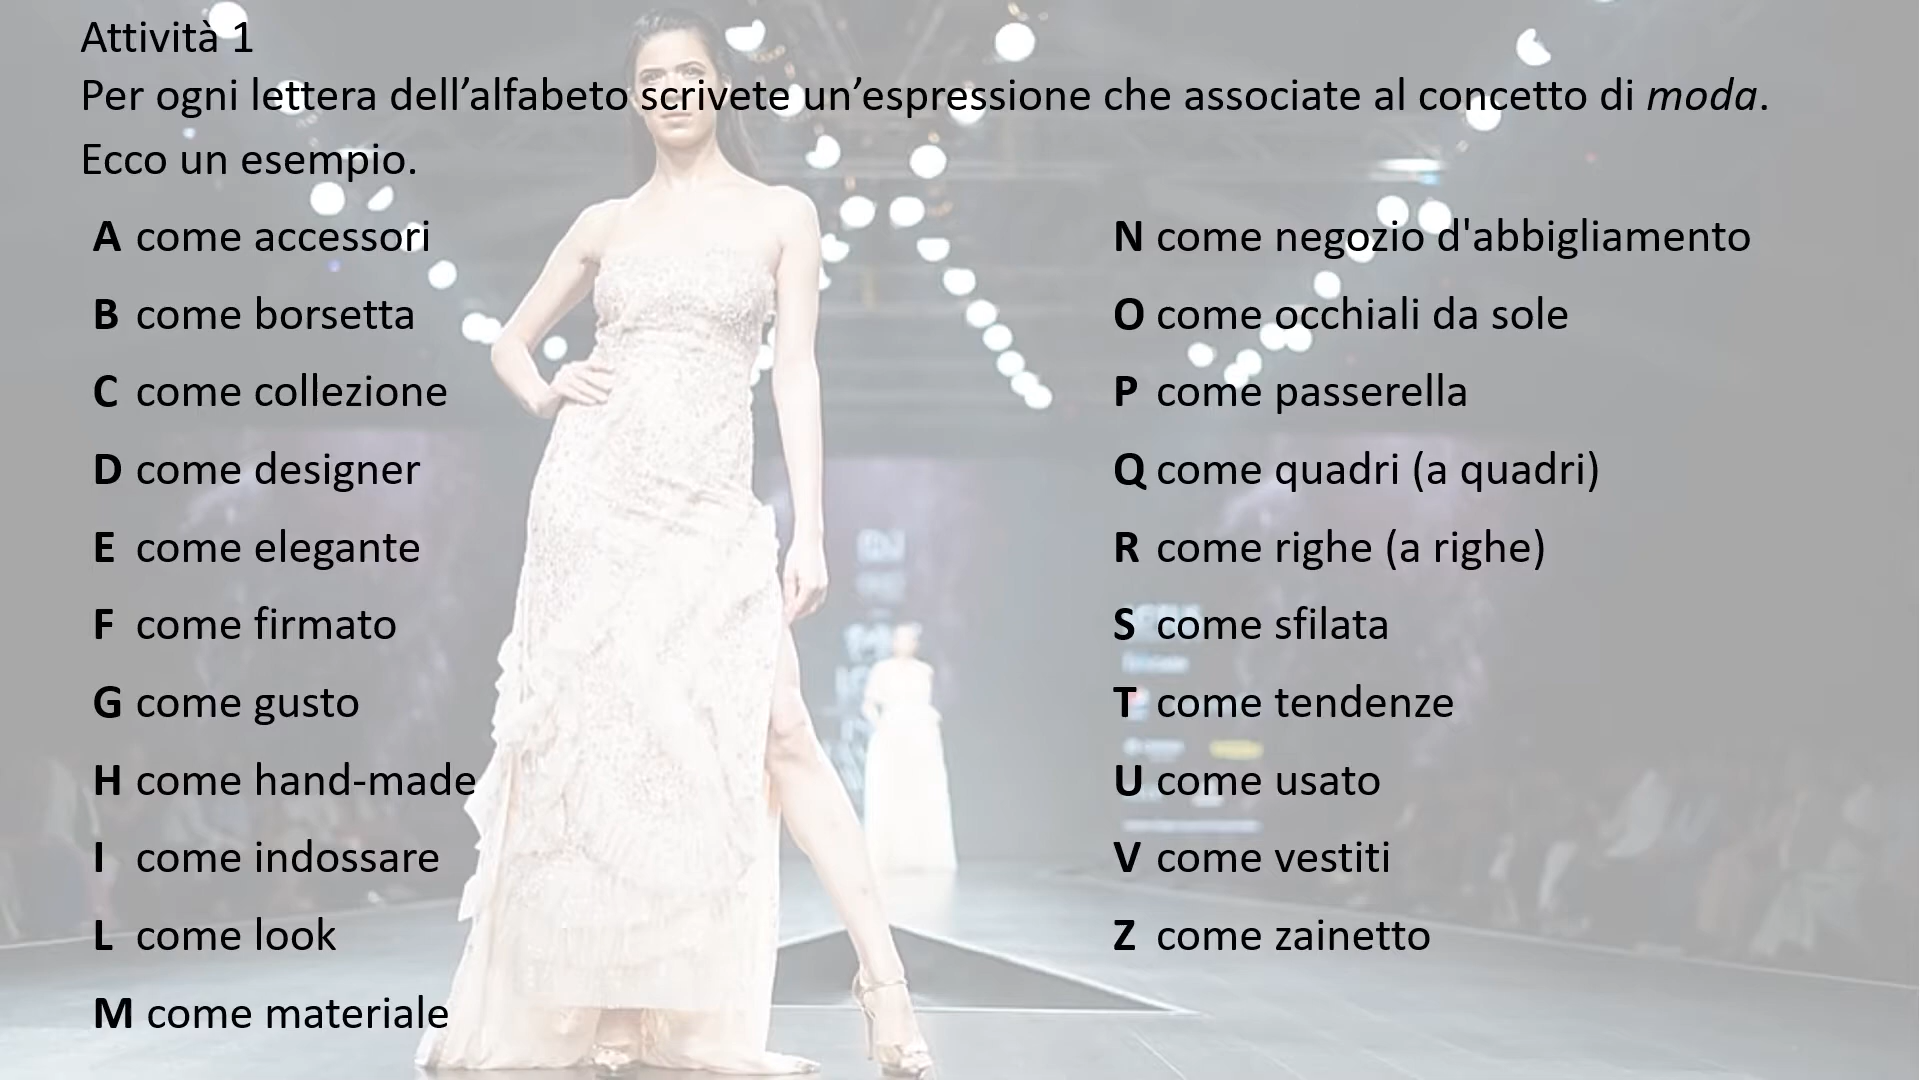 Attività 1
Per ogni lettera dell’alfabeto scrivete un’espressione che associate al concetto di moda.
Ecco un esempio.
A come accessori
B come borsetta
C come collezione
D come designer
E come elegante
F come firmato
G come gusto
H come hand-made
I come indossare
L come look
M come materiale
N come negozio d'abbigliamento
O come occhiali da sole
P come passerella
Q come quadri (a quadri)
R come righe (a righe)
S come sfilata
T come tendenze
U come usato
V come vestiti
Z come zainetto